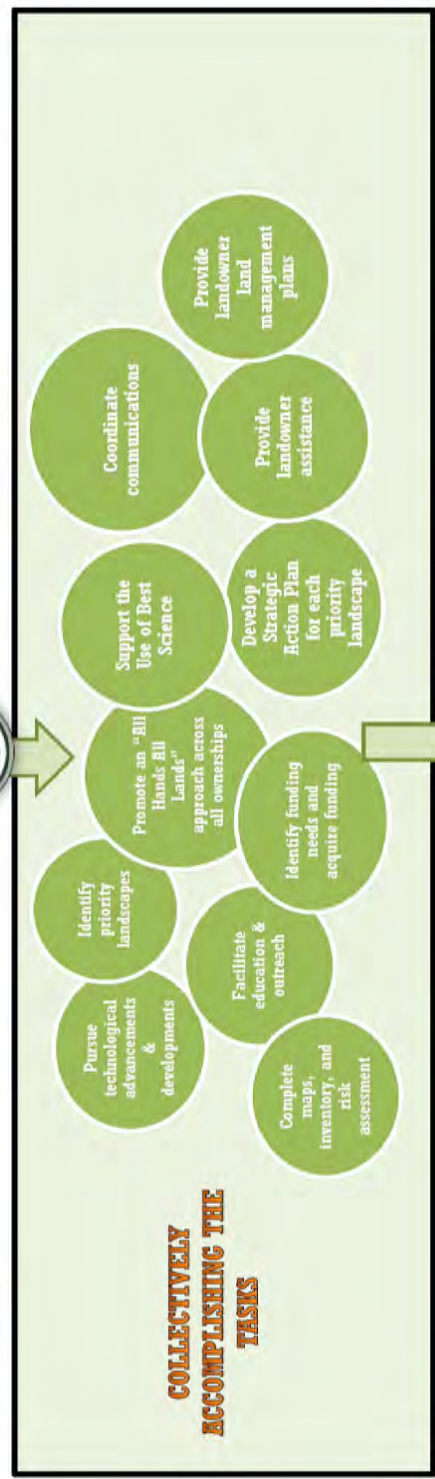 COLLECTIVELY
ACCOMPLISHING THE
TASKS
Complete
maps,
inventory, and
risk
assessment
Pursue
technological
advancements
&
developments
Facilitate
education &
outreach
Identify
priority
landscapes
Identify funding
needs and
acquire funding
Promote an "All
Hands All
Lands"
approach across
all ownerships
Support the
Use of Best
Science
Develop a
Strategic
Action Plan
for each
priority
landscape
Coordinate
communications
Provide
landowner
assistance
Provide
landowner
land
management
plans